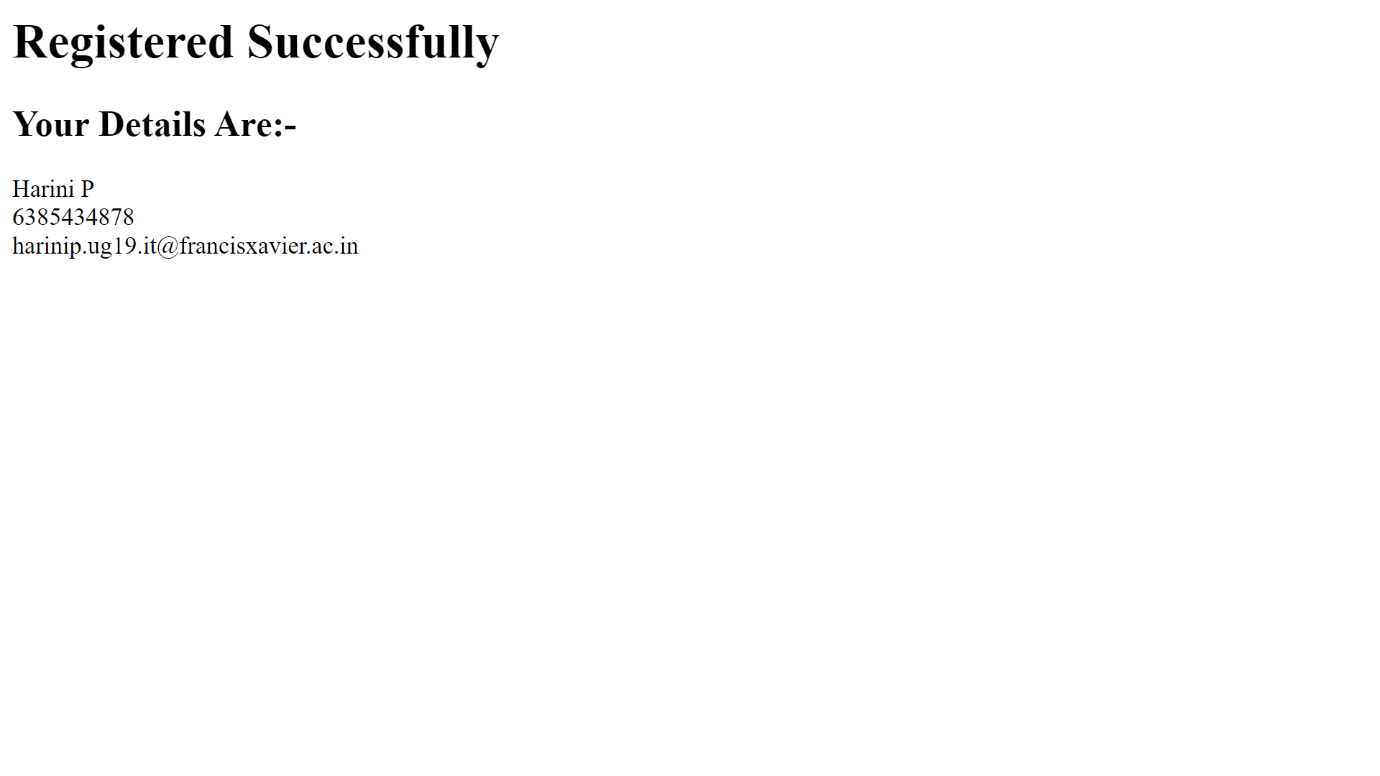 Registered Successfully
Your Details Are:-
Harini P
6385434878
harinip.ug19.it@francisxavier.ac.in